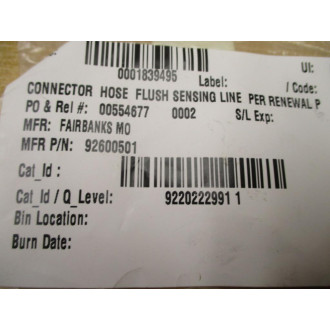 UI:
0001839495
Label:
/ Code:
CONNECTOR HOSE FLUSH SENSING LINE PER RENEWAL P
PO & Rel #: 00554677 0002 S/L Exp:
MFR: FAIRBANKS MO
MFR P/N: 92600501
Cat_Id :
Cat_Id / Q_Level: 9220222991 1
Bin Location:
Burn Date: